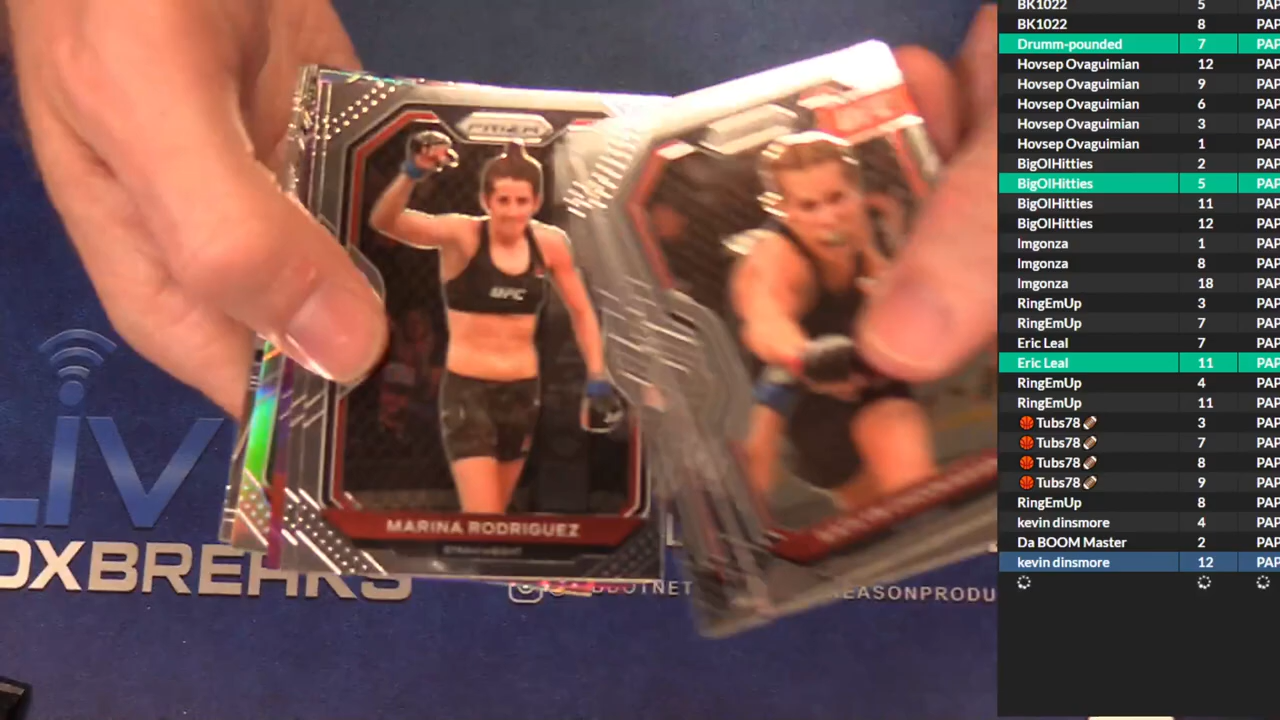 PRIZM
UFC
MARINA RODRIGUEZ
STRAWWEIGHT
LIV
OXBREAKS
BK1022 5 PAP
BK1022 8 PAP
Drumm-pounded 7 PAP
Hovsep Ovaguimian 12 PAP
Hovsep Ovaguimian 9 PAP
Hovsep Ovaguimian 6 PAP
Hovsep Ovaguimian 3 PAP
Hovsep Ovaguimian 1 PAP
BigOlHitties 2 PAP
BigOlHitties 5 PAP
BigOlHitties 11 PAP
BigOlHitties 12 PAP
lmgonza 1 PAP
lmgonza 8 PAP
lmgonza 18 PAP
RingEmUp 3 PAP
RingEmUp 7 PAP
Eric Leal 7 PAP
Eric Leal 11 PAP
RingEmUp 4 PAP
RingEmUp 11 PAP
🏀 Tubs78 🏈 3 PAP
🏀 Tubs78 🏈 7 PAP
🏀 Tubs78 🏈 8 PAP
🏀 Tubs78 🏈 9 PAP
RingEmUp 8 PAP
kevin dinsmore 4 PAP
Da BOOM Master 2 PAP
kevin dinsmore 12 PAP